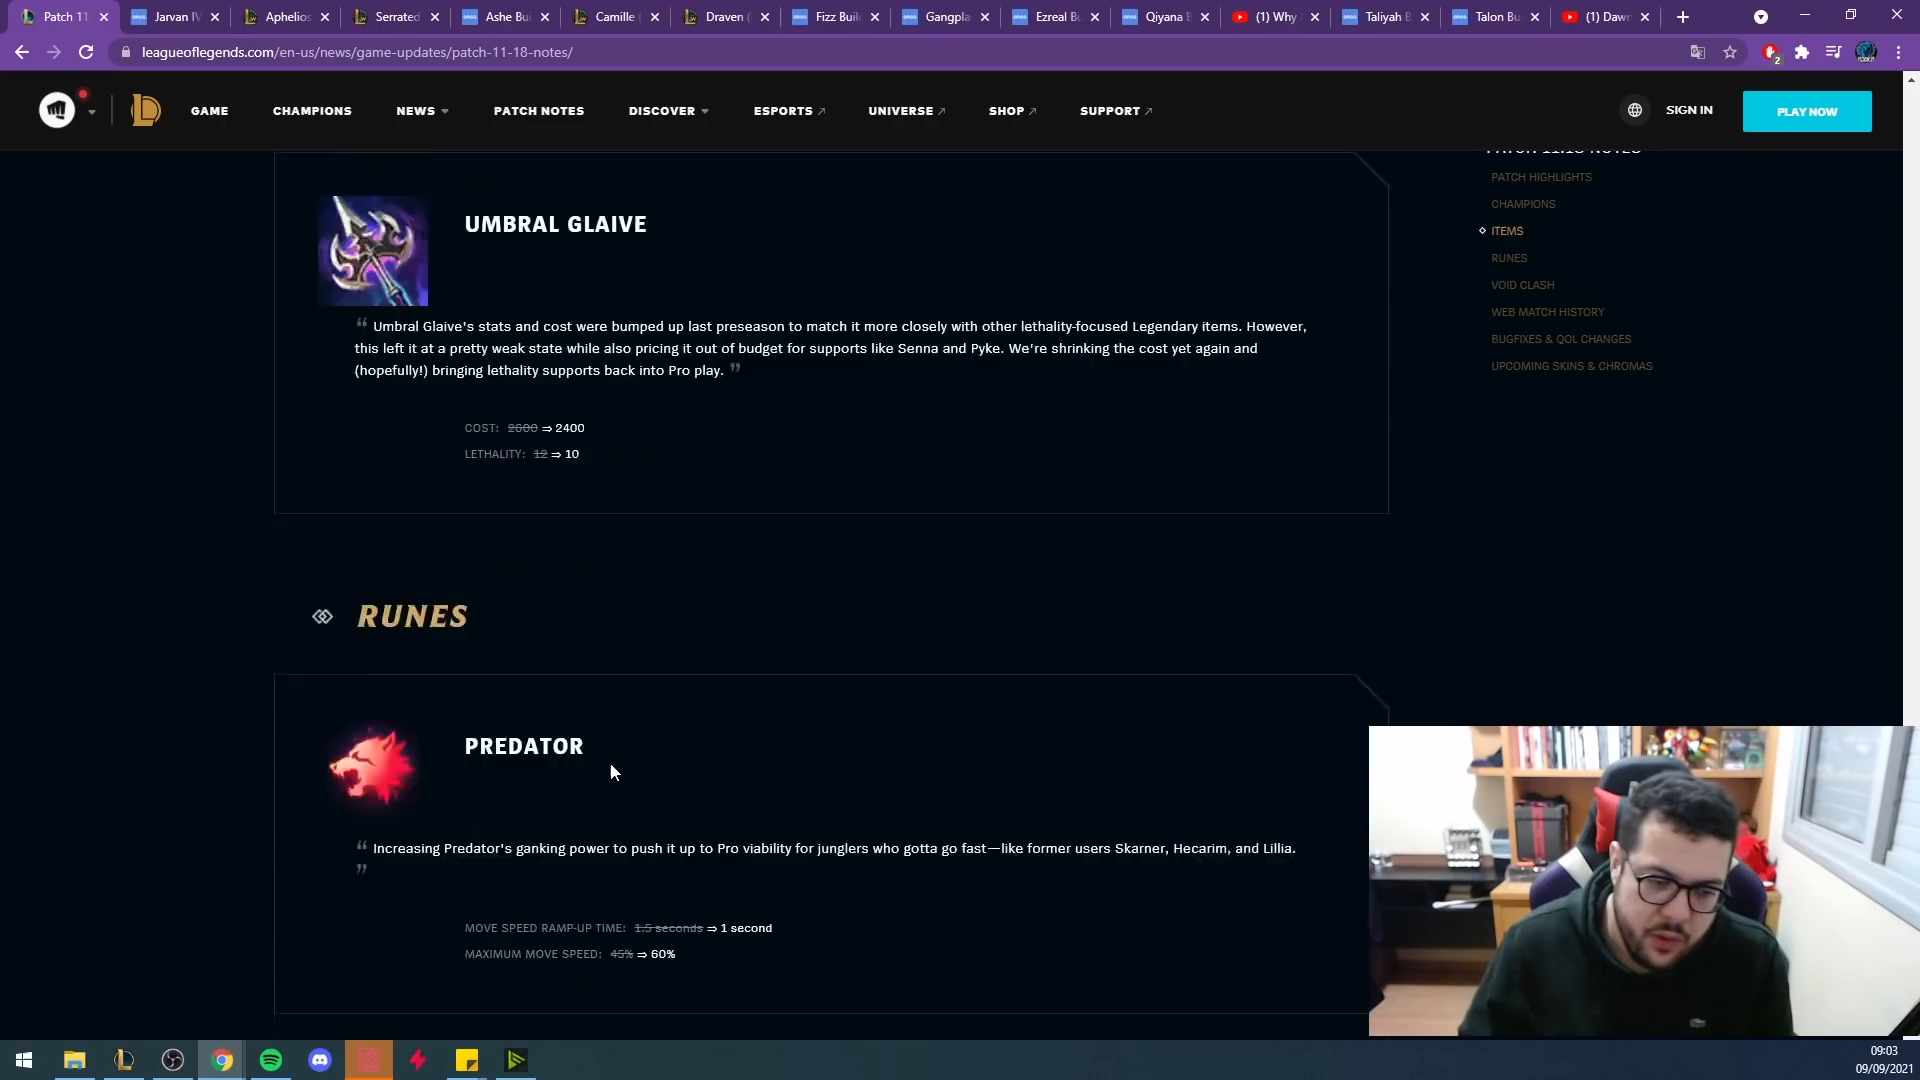 Patch 11.
Jarvan IV
Aphelios
Serrated
Ashe Bui
Camille (
Draven (
Fizz Buil
Gangpla
Ezreal Bu
Qiyana B
(1) Why
Taliyah B
Talon Bu
(1) Dawn
leagueoflegends.com/en-us/news/game-updates/patch-11-18-notes/
2
GAME
CHAMPIONS
NEWS
PATCH NOTES
DISCOVER
ESPORTS
UNIVERSE
SHOP
SUPPORT
SIGN IN
PLAY NOW
PATCH 11.18 NOTES
PATCH HIGHLIGHTS
CHAMPIONS
ITEMS
RUNES
VOID CLASH
WEB MATCH HISTORY
BUGFIXES & QOL CHANGES
UPCOMING SKINS & CHROMAS
UMBRAL GLAIVE
“ Umbral Glaive's stats and cost were bumped up last preseason to match it more closely with other lethality-focused Legendary items. However,
this left it at a pretty weak state while also pricing it out of budget for supports like Senna and Pyke. We're shrinking the cost yet again and
(hopefully!) bringing lethality supports back into Pro play. ”
COST: 2600 ⇒ 2400
LETHALITY: 12 ⇒ 10
RUNES
PREDATOR
“ Increasing Predator's ganking power to push it up to Pro viability for junglers who gotta go fast—like former users Skarner, Hecarim, and Lillia.
”
MOVE SPEED RAMP-UP TIME: 1.5 seconds ⇒ 1 second
MAXIMUM MOVE SPEED: 45% ⇒ 60%
09:03
09/09/2021